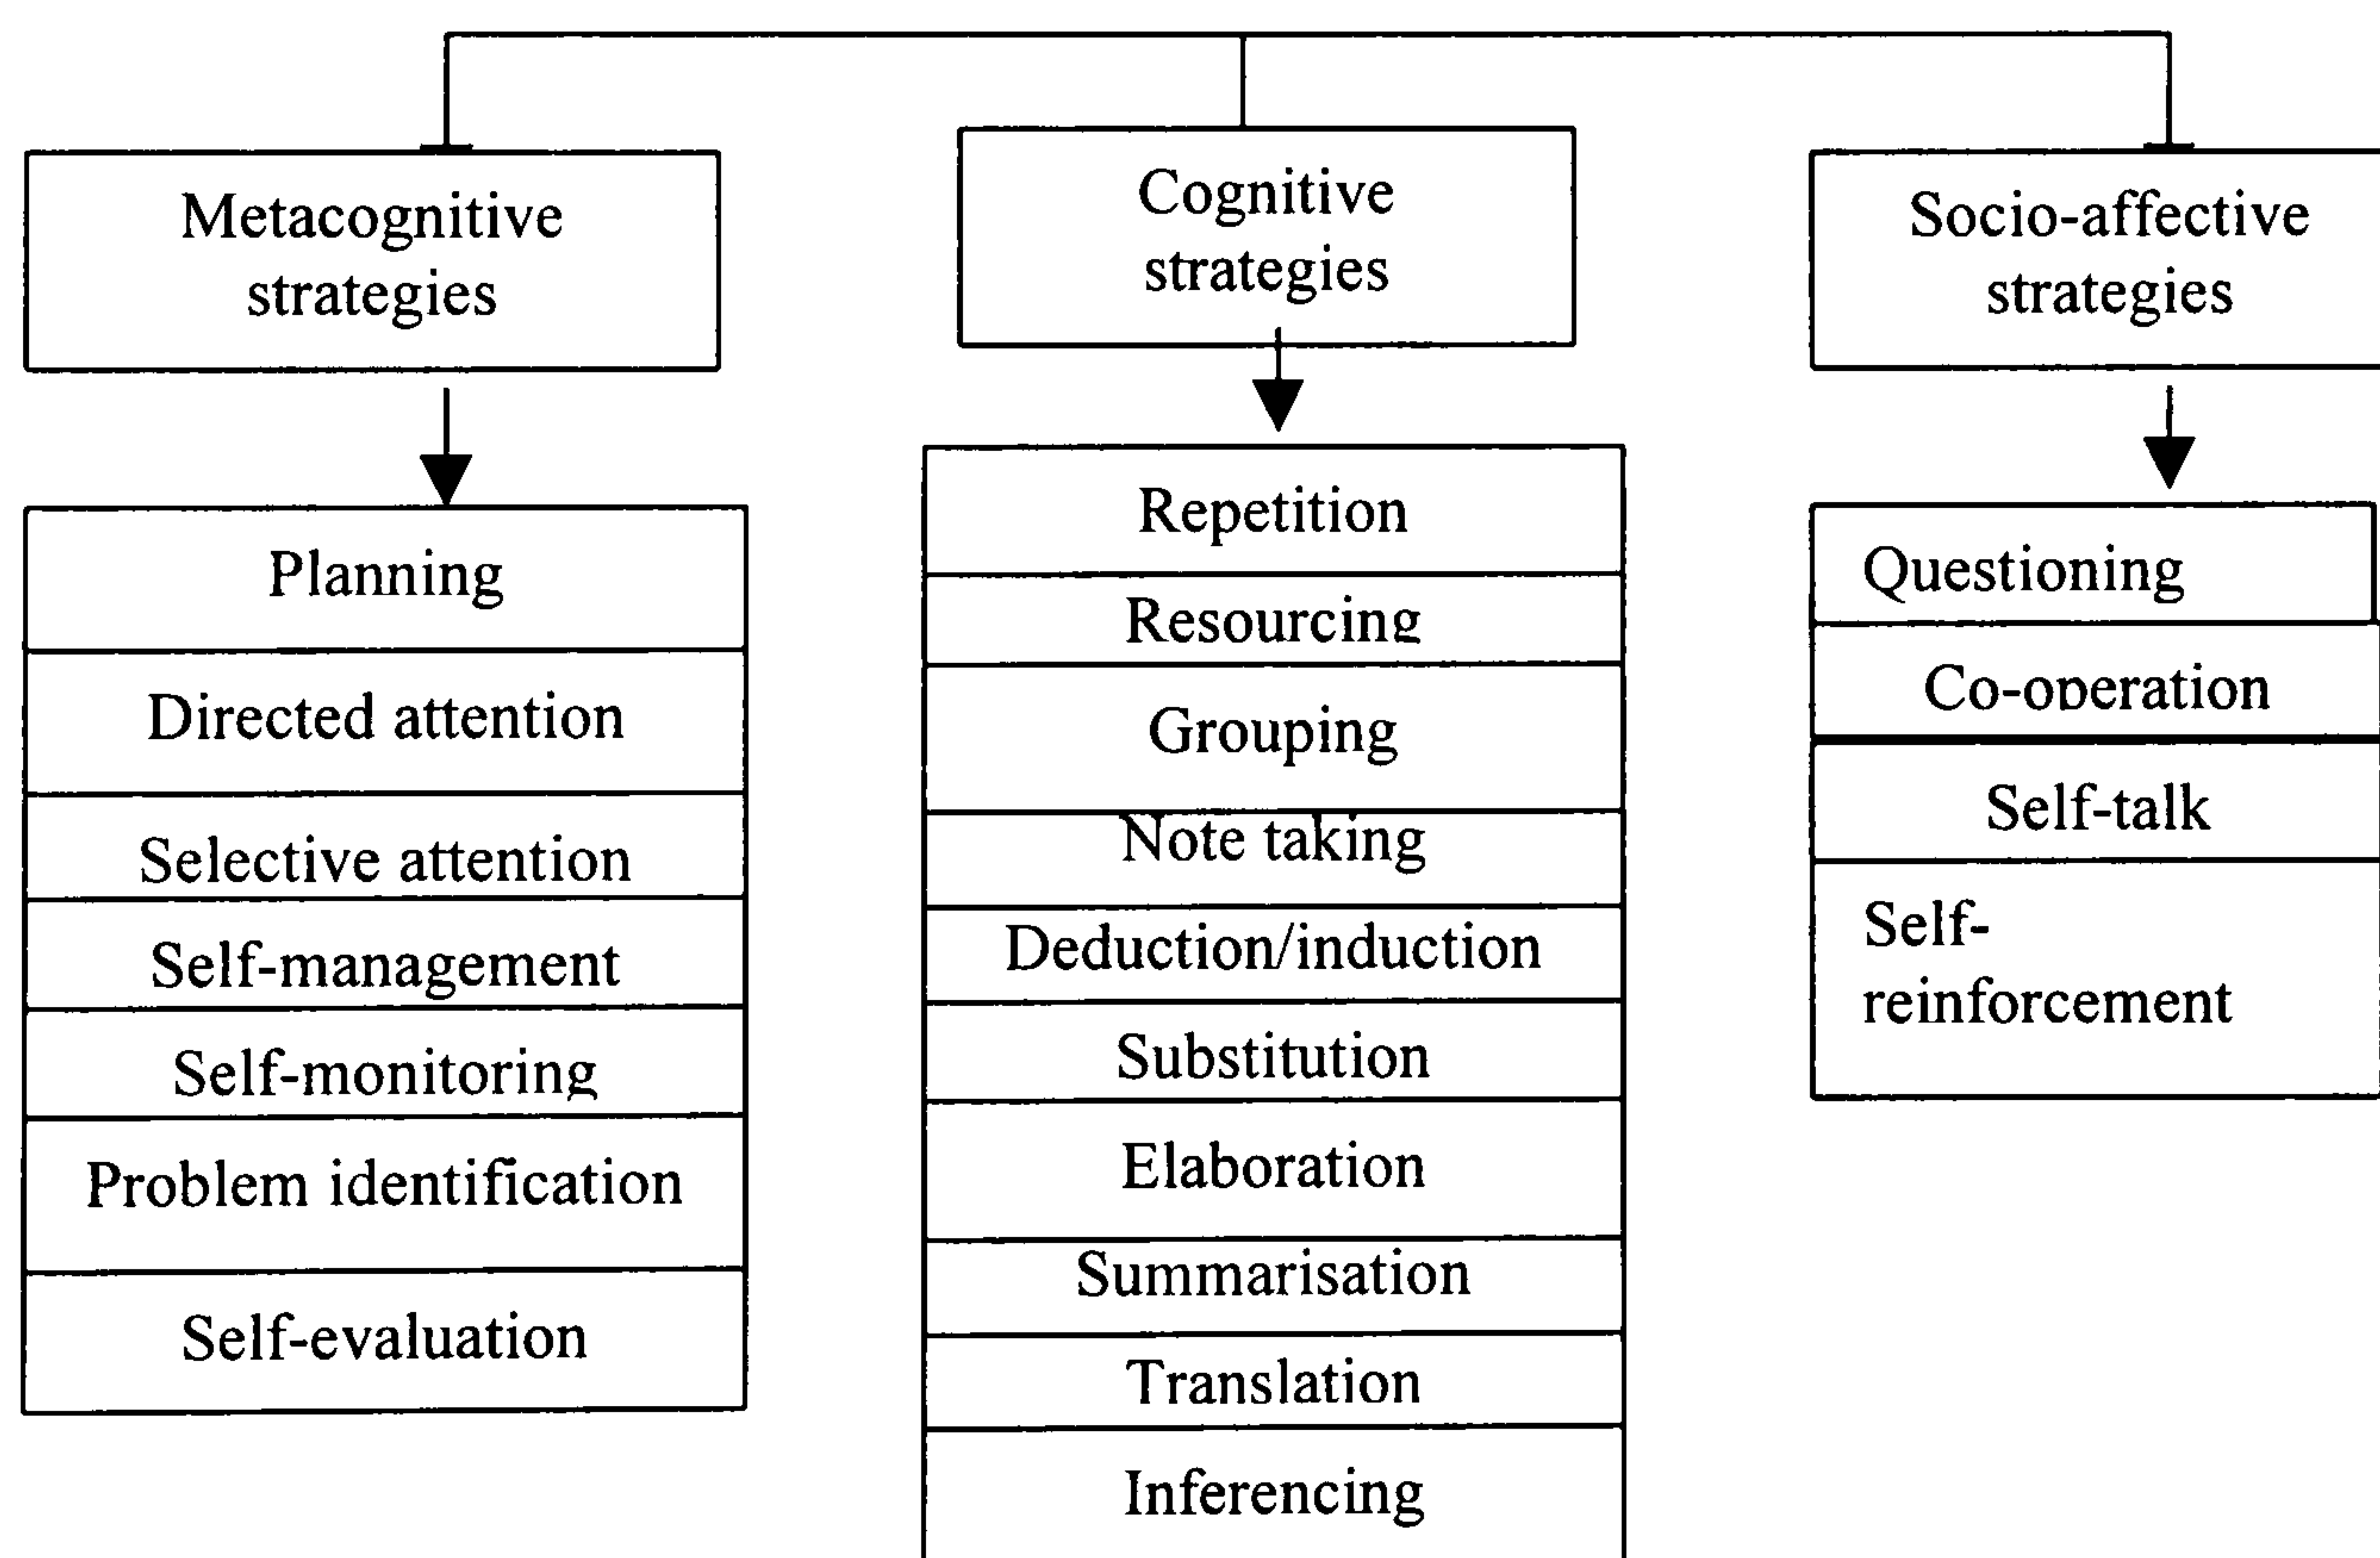 Metacognitive
strategies
Cognitive
strategies
Socio-affective
strategies
Planning
Directed attention
Selective attention
Self-management
Self-monitoring
Problem identification
Self-evaluation
Repetition
Resourcing
Grouping
Note taking
Deduction/induction
Substitution
Elaboration
Summarisation
Translation
Inferencing
Questioning
Co-operation
Self-talk
Self-
reinforcement